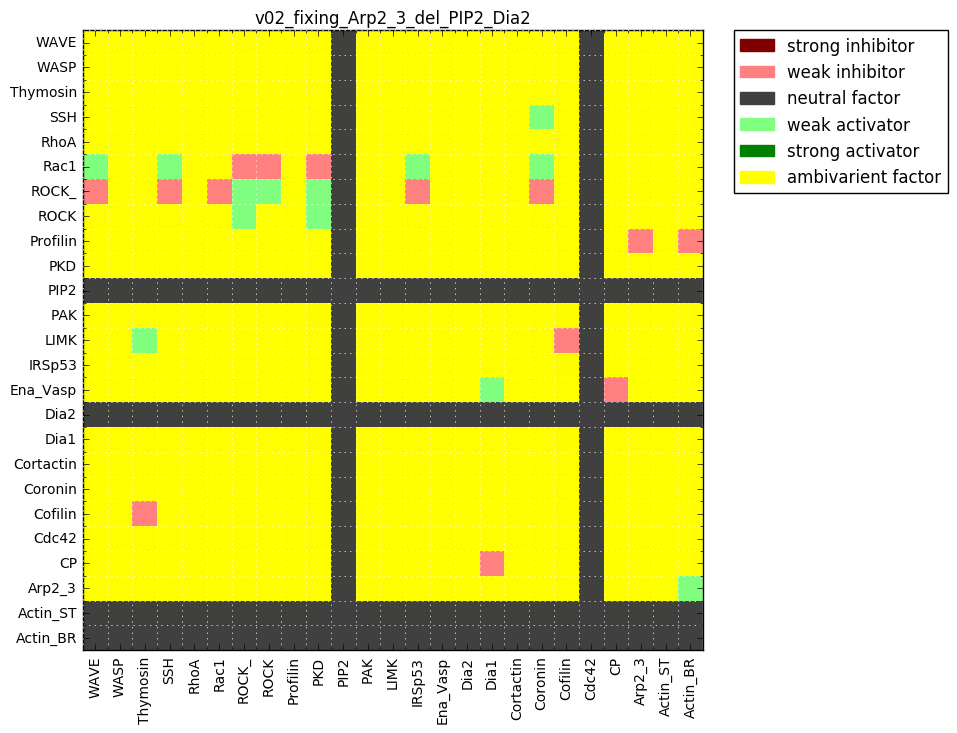 v02_fixing_Arp2_3_del_PIP2_Dia2
WAVE
WASP
Thymosin
SSH
RhoA
Rac1
ROCK_
ROCK
Profilin
PKD
PIP2
PAK
LIMK
IRSp53
Ena_Vasp
Dia2
Dia1
Cortactin
Coronin
Cofilin
Cdc42
CP
Arp2_3
Actin_ST
Actin_BR
WAVE
WASP
Thymosin
SSH
RhoA
Rac1
ROCK_
ROCK
Profilin
PKD
PIP2
PAK
LIMK
IRSp53
Ena_Vasp
Dia2
Dia1
Cortactin
Coronin
Cofilin
Cdc42
CP
Arp2_3
Actin_ST
Actin_BR
strong inhibitor
weak inhibitor
neutral factor
weak activator
strong activator
ambivarient factor